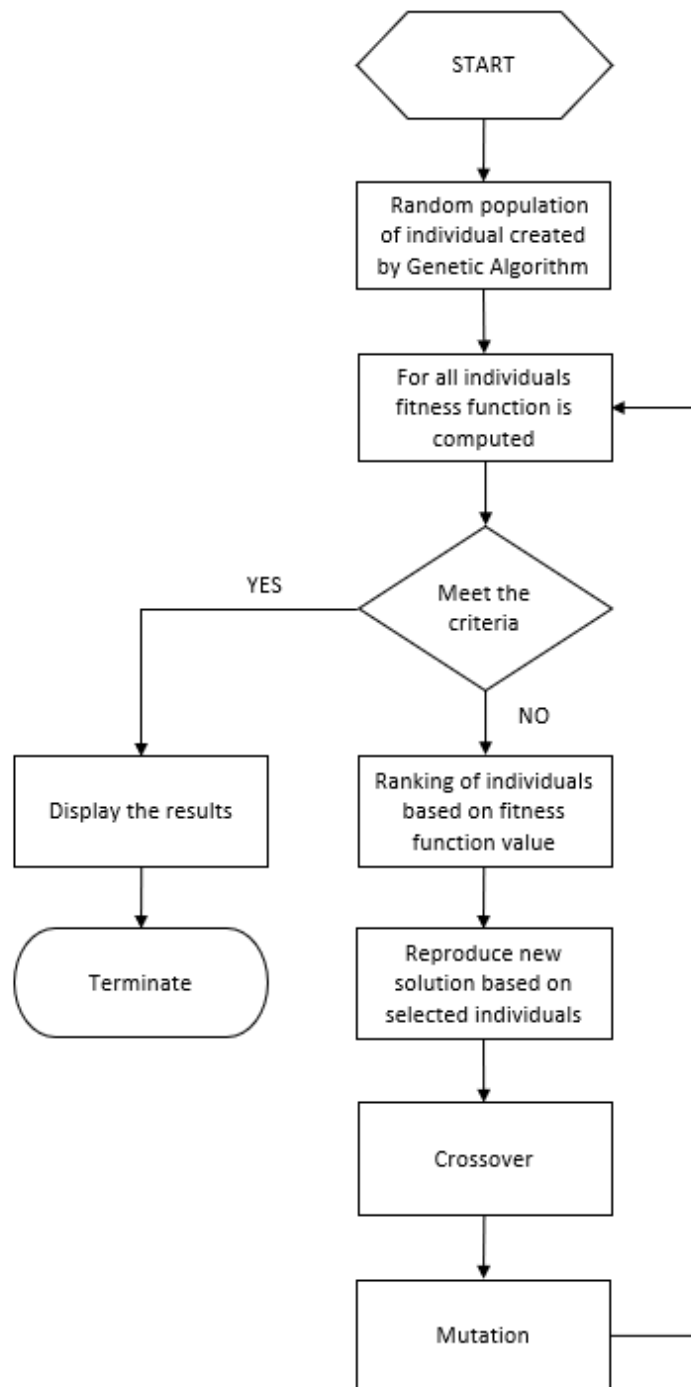 START
Random population
of individual created
by Genetic Algorithm
For all individuals
fitness function is
computed
Meet the
criteria
YES
NO
Display the results
Terminate
Ranking of individuals
based on fitness
function value
Reproduce new
solution based on
selected individuals
Crossover
Mutation